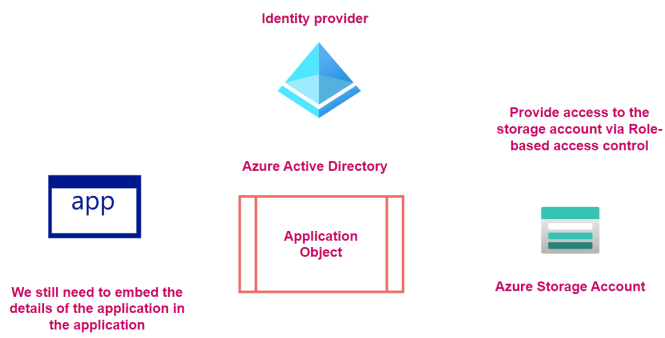 Identity provider
Provide access to the
storage account via Role-
based access control
Azure Active Directory
app
Application
Object
We still need to embed the
details of the application in
the application
Azure Storage Account